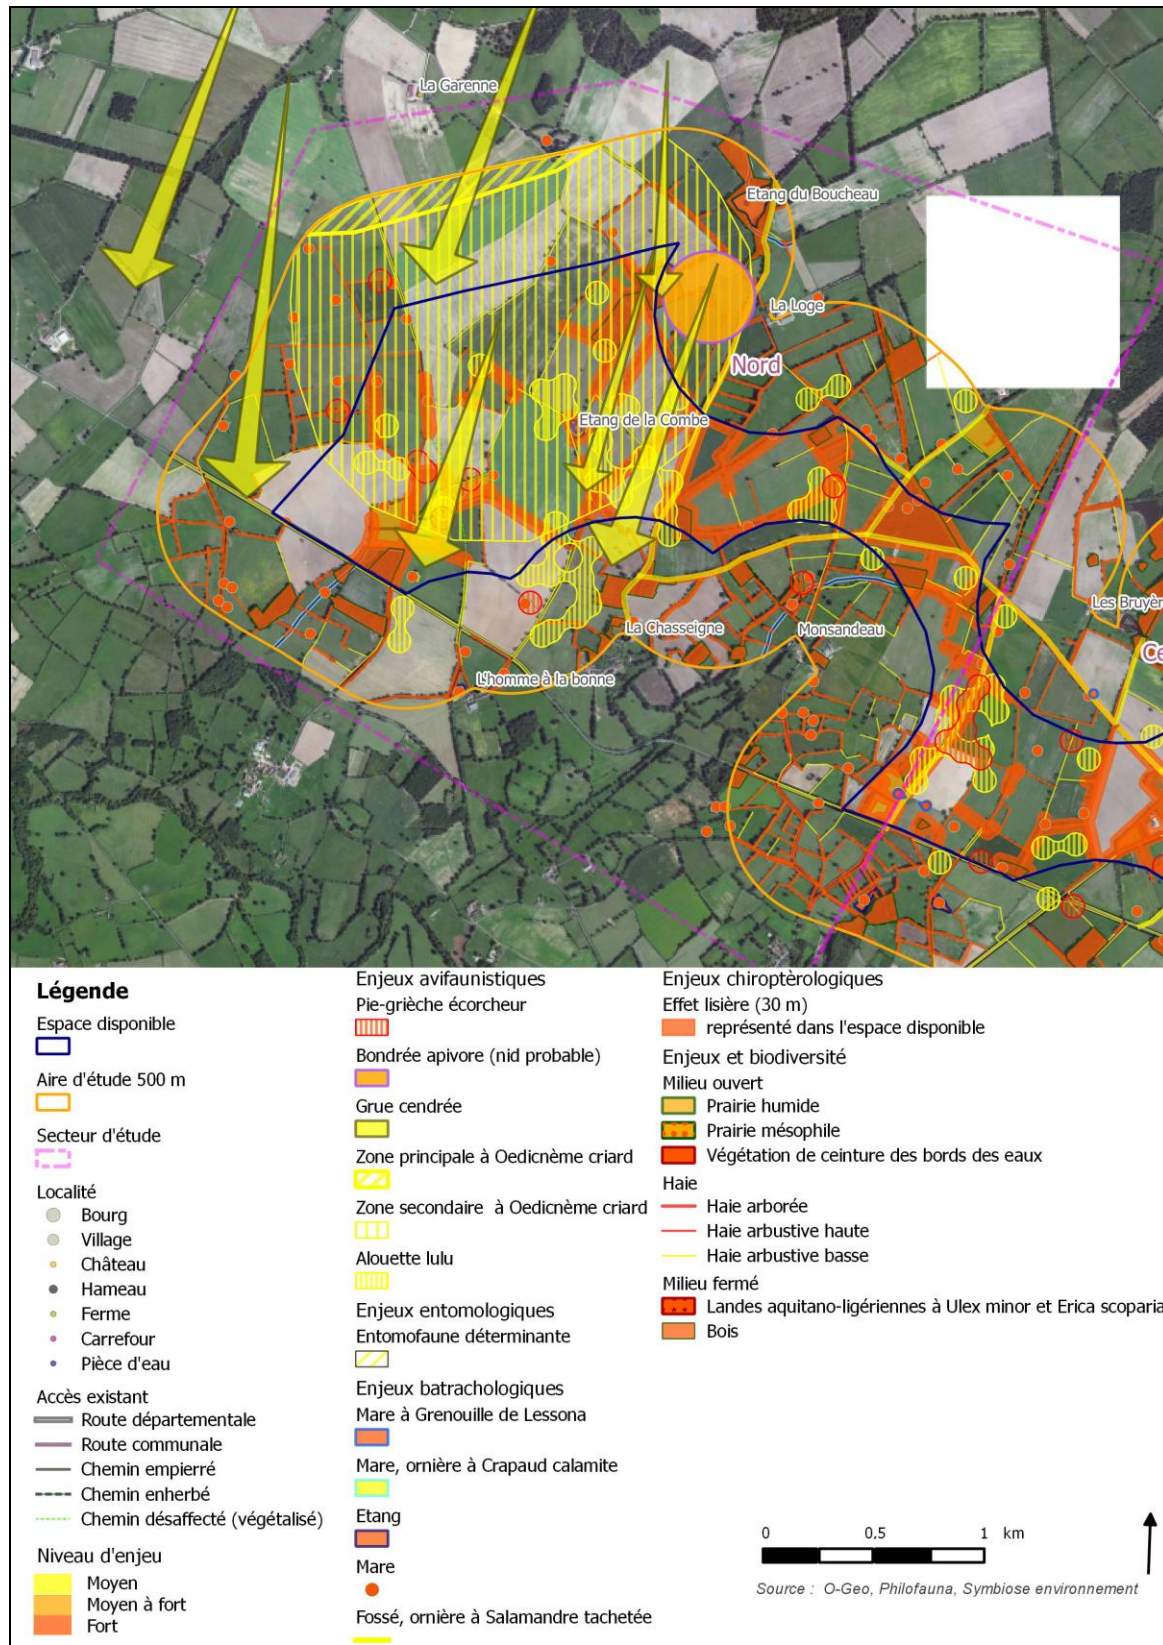 La Garenne
Etang du Boucheau
La Loge
Nord
Etang de la Combe
Les Bruyèr
La Chasseigne
Monsandeau
Ce
L'homme à la bonne
Légende
Espace disponible
Aire d'étude 500 m
Secteur d'étude
Localité
Bourg
Village
Château
Hameau
Ferme
Carrefour
Pièce d'eau
Accès existant
Route départementale
Route communale
Chemin empierré
Chemin enherbé
Chemin désaffecté (végétalisé)
Niveau d'enjeu
Moyen
Moyen à fort
Fort
Enjeux avifaunistiques
Pie-grièche écorcheur
Bondrée apivore (nid probable)
Grue cendrée
Zone principale à Oedicnème criard
Zone secondaire à Oedicnème criard
Alouette lulu
Enjeux entomologiques
Entomofaune déterminante
Enjeux batrachologiques
Mare à Grenouille de Lessona
Mare, ornière à Crapaud calamite
Etang
Mare
Fossé, ornière à Salamandre tachetée
Enjeux chiroptèrologiques
Effet lisière (30 m)
représenté dans l'espace disponible
Enjeux et biodiversité
Milieu ouvert
Prairie humide
Prairie mésophile
Végétation de ceinture des bords des eaux
Haie
Haie arborée
Haie arbustive haute
Haie arbustive basse
Milieu fermé
Landes aquitano-ligériennes à Ulex minor et Erica scoparia
Bois
0 0,5 1 km
Source : O-Geo, Philofauna, Symbiose environnement